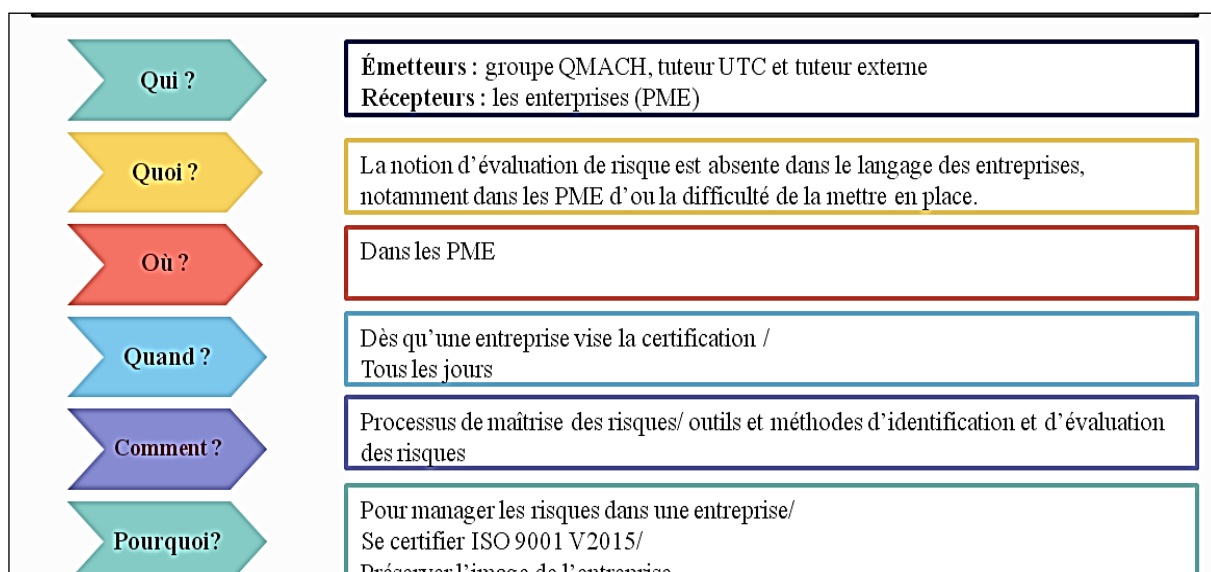 Qui ?
Émetteurs : groupe QMACH, tuteur UTC et tuteur externe
Récepteurs : les enterprises (PME)
Quoi ?
La notion d'évaluation de risque est absente dans le langage des entreprises,
notamment dans les PME d'ou la difficulté de la mettre en place.
Où ?
Dans les PME
Quand ?
Dès qu'une entreprise vise la certification /
Tous les jours
Comment ?
Processus de maîtrise des risques/ outils et méthodes d'identification et d'évaluation
des risques
Pourquoi?
Pour manager les risques dans une entreprise/
Se certifier ISO 9001 V2015/
Préserver l'image de l'entreprise